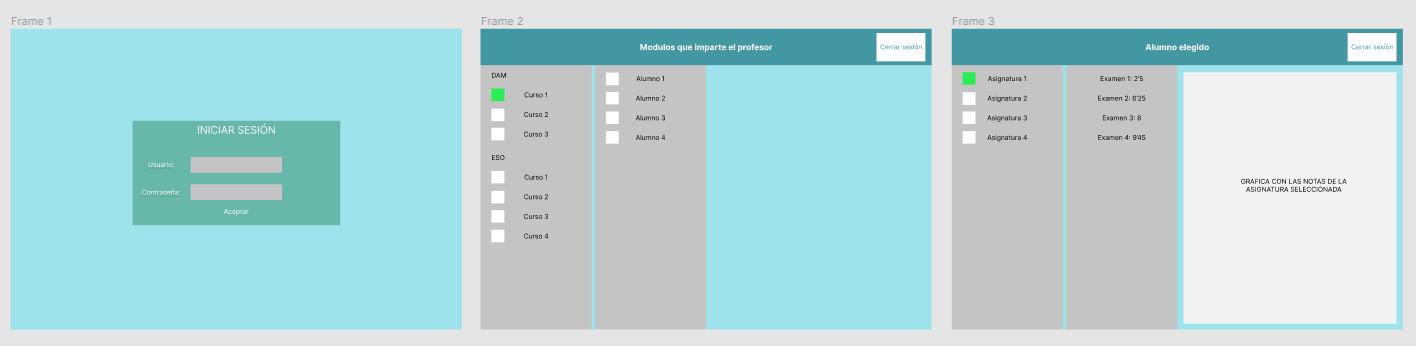 Frame 1
INICIAR SESIÓN
Usuario:
Contraseña:
Aceptar
Frame 2
Modulos que imparte el profesor
Cerrar sesión
DAM
Curso 1
Curso 2
Curso 3
ESO
Curso 1
Curso 2
Curso 3
Curso 4
Alumno 1
Alumno 2
Alumno 3
Alumno 4
Frame 3
Alumno elegido
Cerrar sesión
Asignatura 1
Asignatura 2
Asignatura 3
Asignatura 4
Examen 1: 2'5
Examen 2: 6'25
Examen 3: 8
Examen 4: 9'45
GRAFICA CON LAS NOTAS DE LA
ASIGNATURA SELECCIONADA